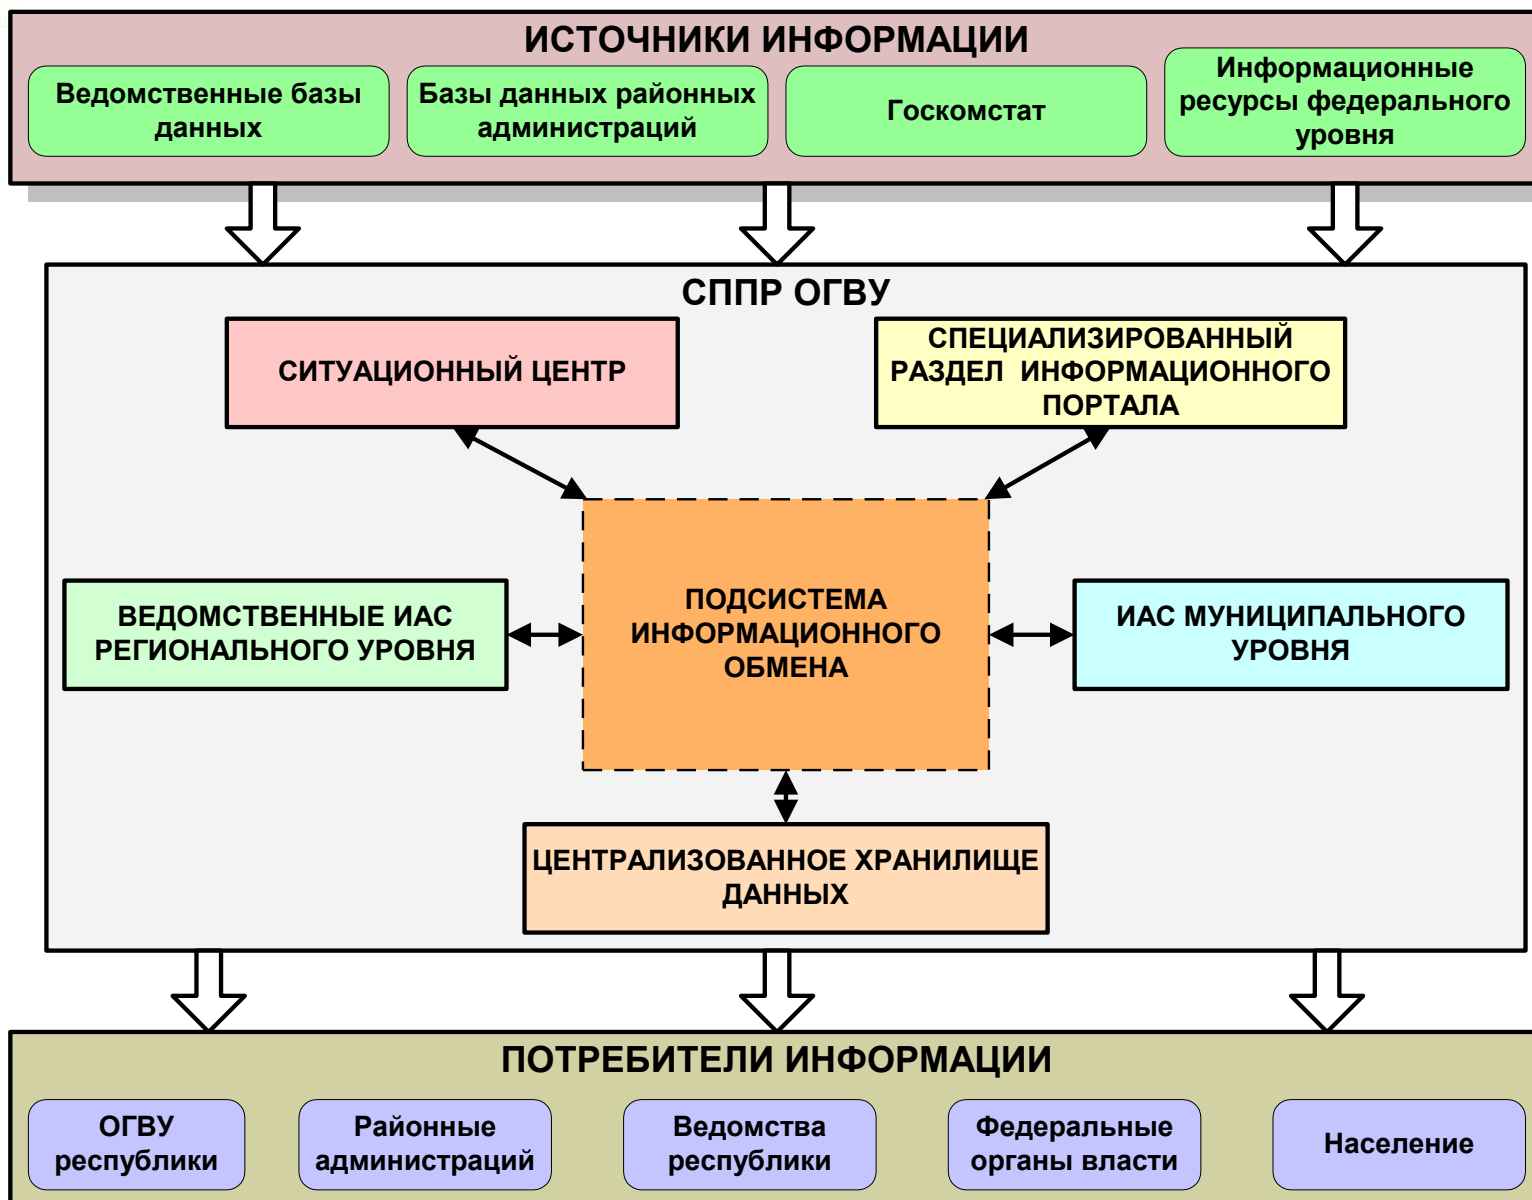 ИСТОЧНИКИ ИНФОРМАЦИИ
Ведомственные базы
данных
Базы данных районных
администраций
Госкомстат
Информационные
ресурсы федерального
уровня
СППР ОГВУ
СИТУАЦИОННЫЙ ЦЕНТР
СПЕЦИАЛИЗИРОВАННЫЙ
РАЗДЕЛ ИНФОРМАЦИОННОГО
ПОРТАЛА
ВЕДОМСТВЕННЫЕ ИАС
РЕГИОНАЛЬНОГО УРОВНЯ
ПОДСИСТЕМА
ИНФОРМАЦИОННОГО
ОБМЕНА
ИАС МУНИЦИПАЛЬНОГО
УРОВНЯ
ЦЕНТРАЛИЗОВАННОЕ ХРАНИЛИЩЕ
ДАННЫХ
ПОТРЕБИТЕЛИ ИНФОРМАЦИИ
ОГВУ
республики
Районные
администраций
Ведомства
республики
Федеральные
органы власти
Население